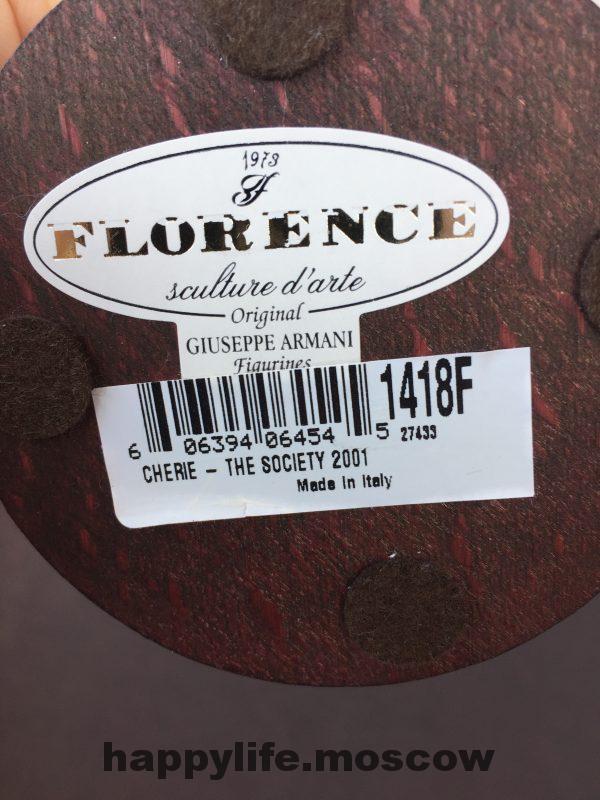 1973
FLORENCE
sculture d'arte
Original
GIUSEPPE ARMANI
Figurines
1418F
6 06394 06454 5 27433
CHERIE - THE SOCIETY 2001
Made in Italy
happylife.moscow